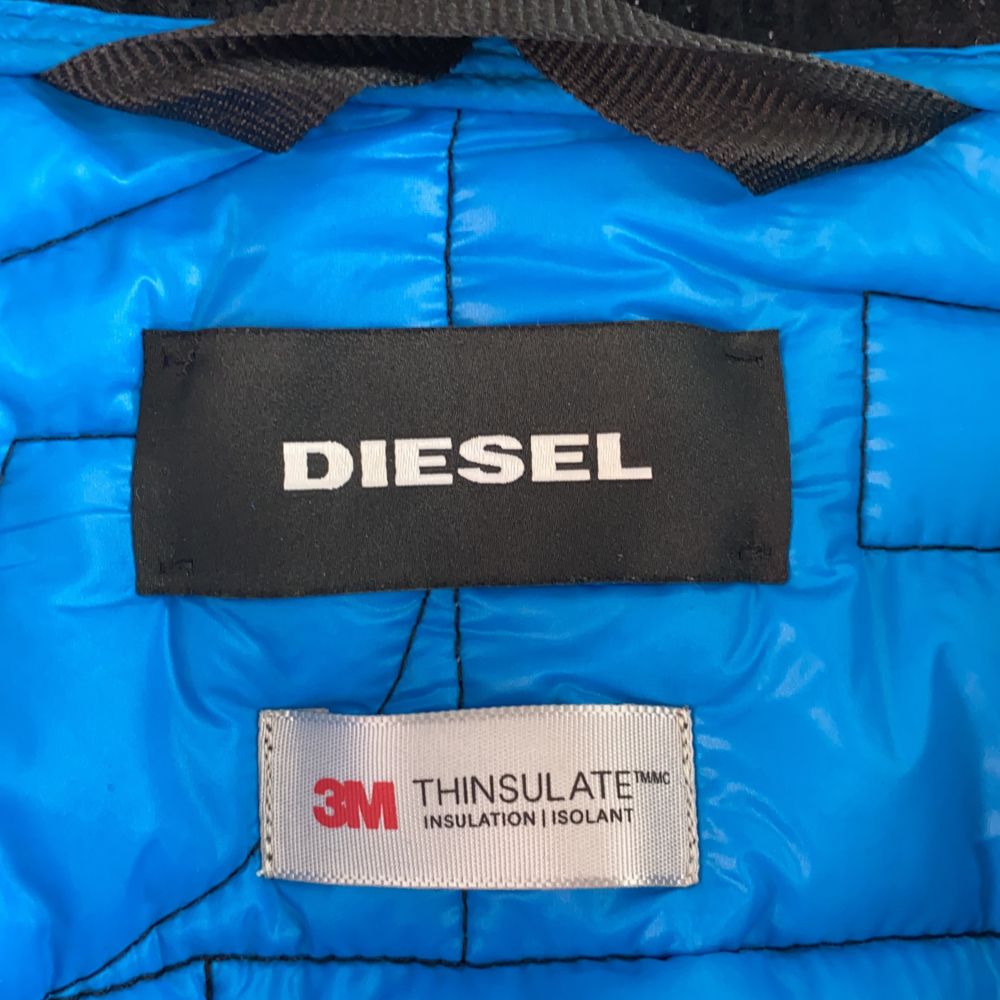 DIESEL
3M THINSULATE™/MC
INSULATION | ISOLANT